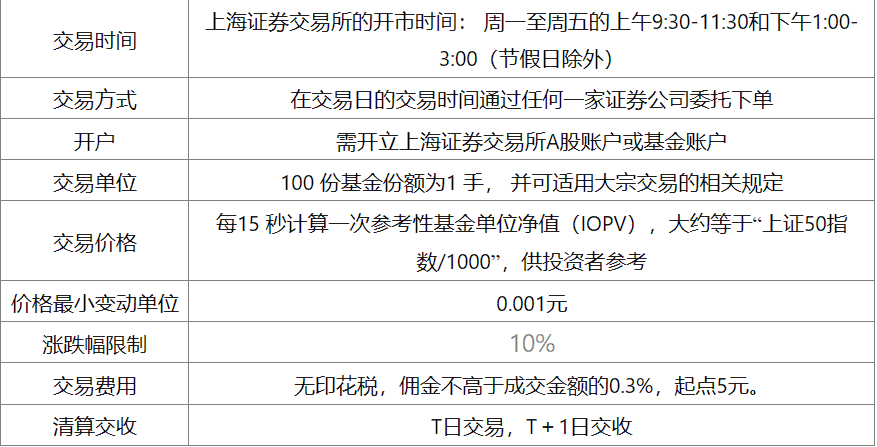 交易时间
上海证券交易所的开市时间： 周一至周五的上午9:30-11:30和下午1:00-
3:00（节假日除外）
交易方式
在交易日的交易时间通过任何一家证券公司委托下单
开户
需开立上海证券交易所A股账户或基金账户
交易单位
100 份基金份额为1 手， 并可适用大宗交易的相关规定
交易价格
每15 秒计算一次参考性基金单位净值（IOPV），大约等于“上证50指
数/1000”，供投资者参考
价格最小变动单位
0.001元
涨跌幅限制
10%
交易费用
无印花税，佣金不高于成交金额的0.3%，起点5元。
清算交收
T日交易，T + 1日交收